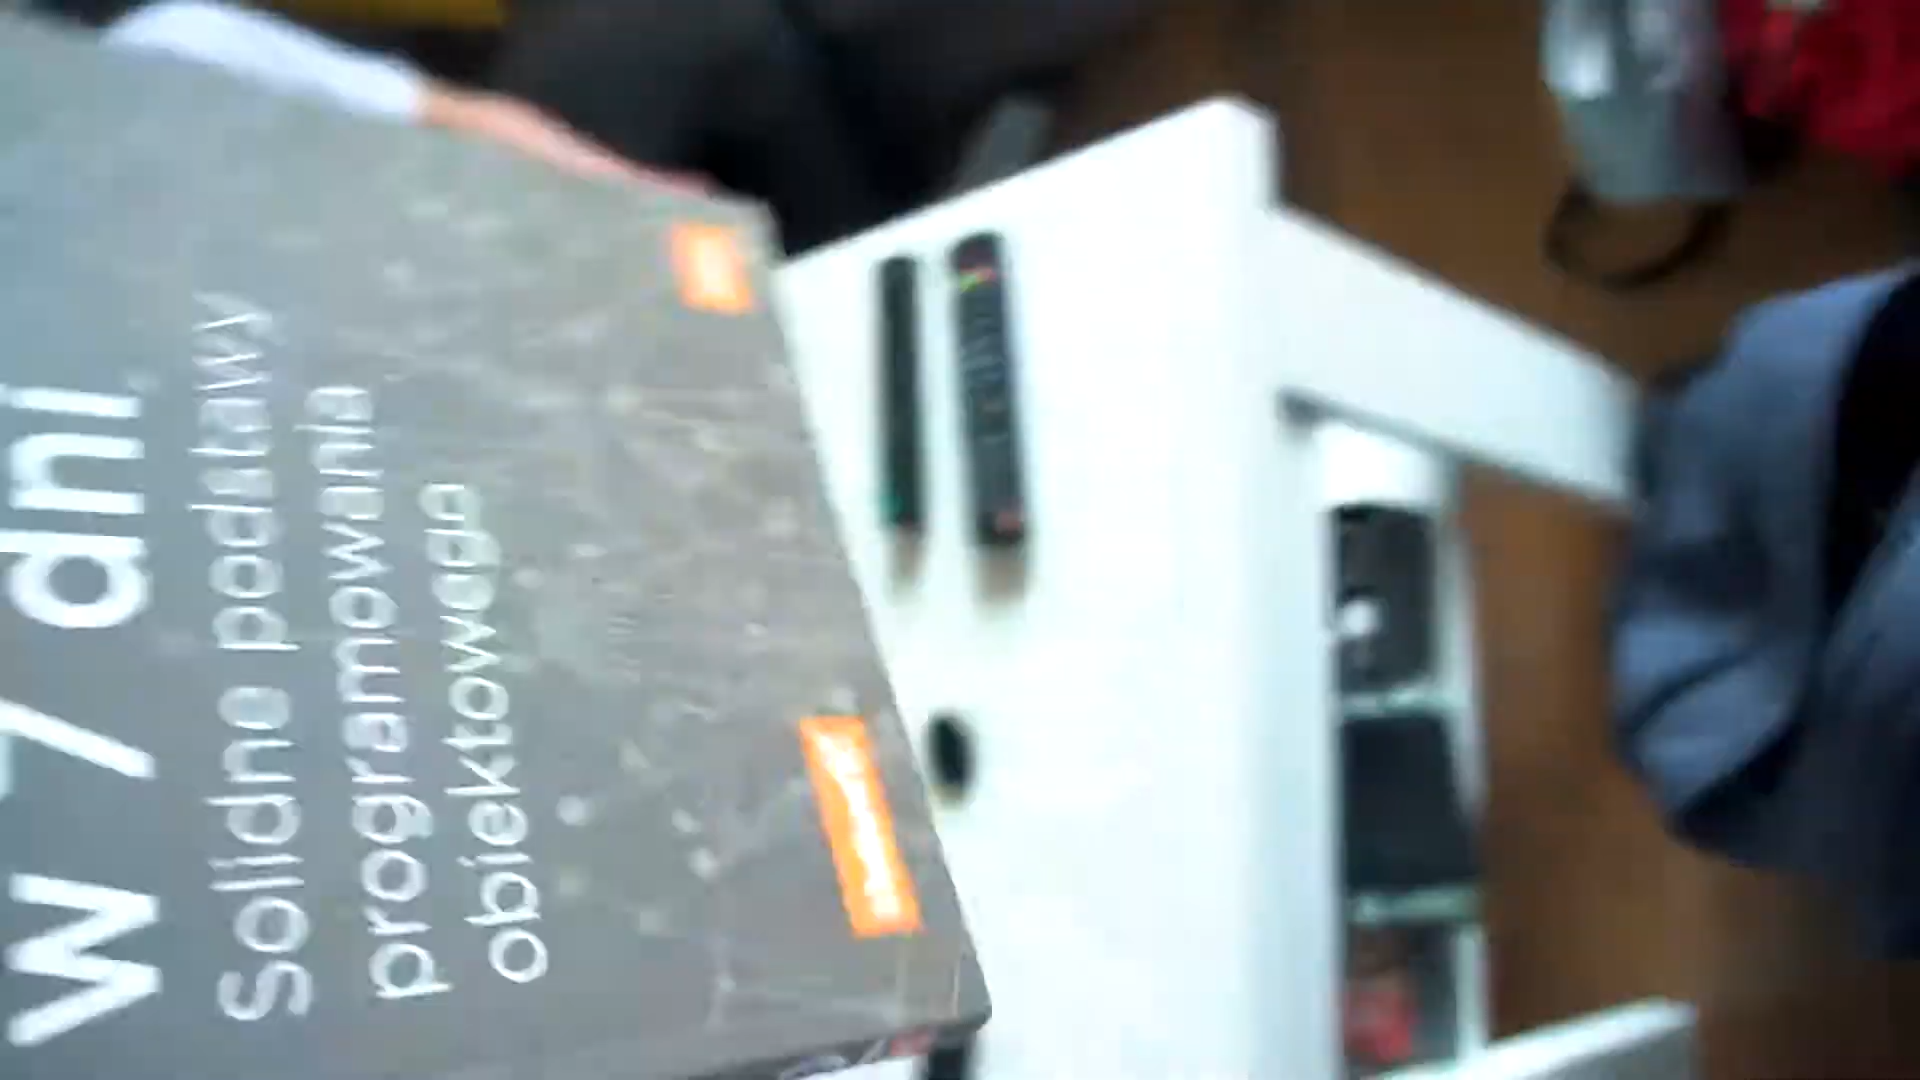 w 7 dni.
Solidne podstawy
programowania
obiektowego